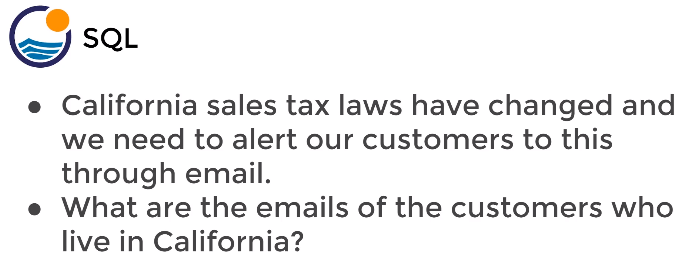 SQL
● California sales tax laws have changed and
we need to alert our customers to this
through email.
● What are the emails of the customers who
live in California?